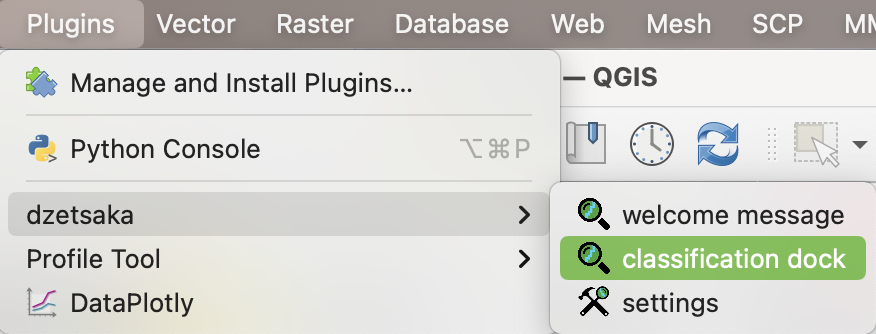 Plugins Vector Raster Database Web Mesh SCP MM
Manage and Install Plugins...
— QGIS
Python Console ⌥⌘P
dzetsaka
welcome message
Profile Tool
classification dock
DataPlotly
settings